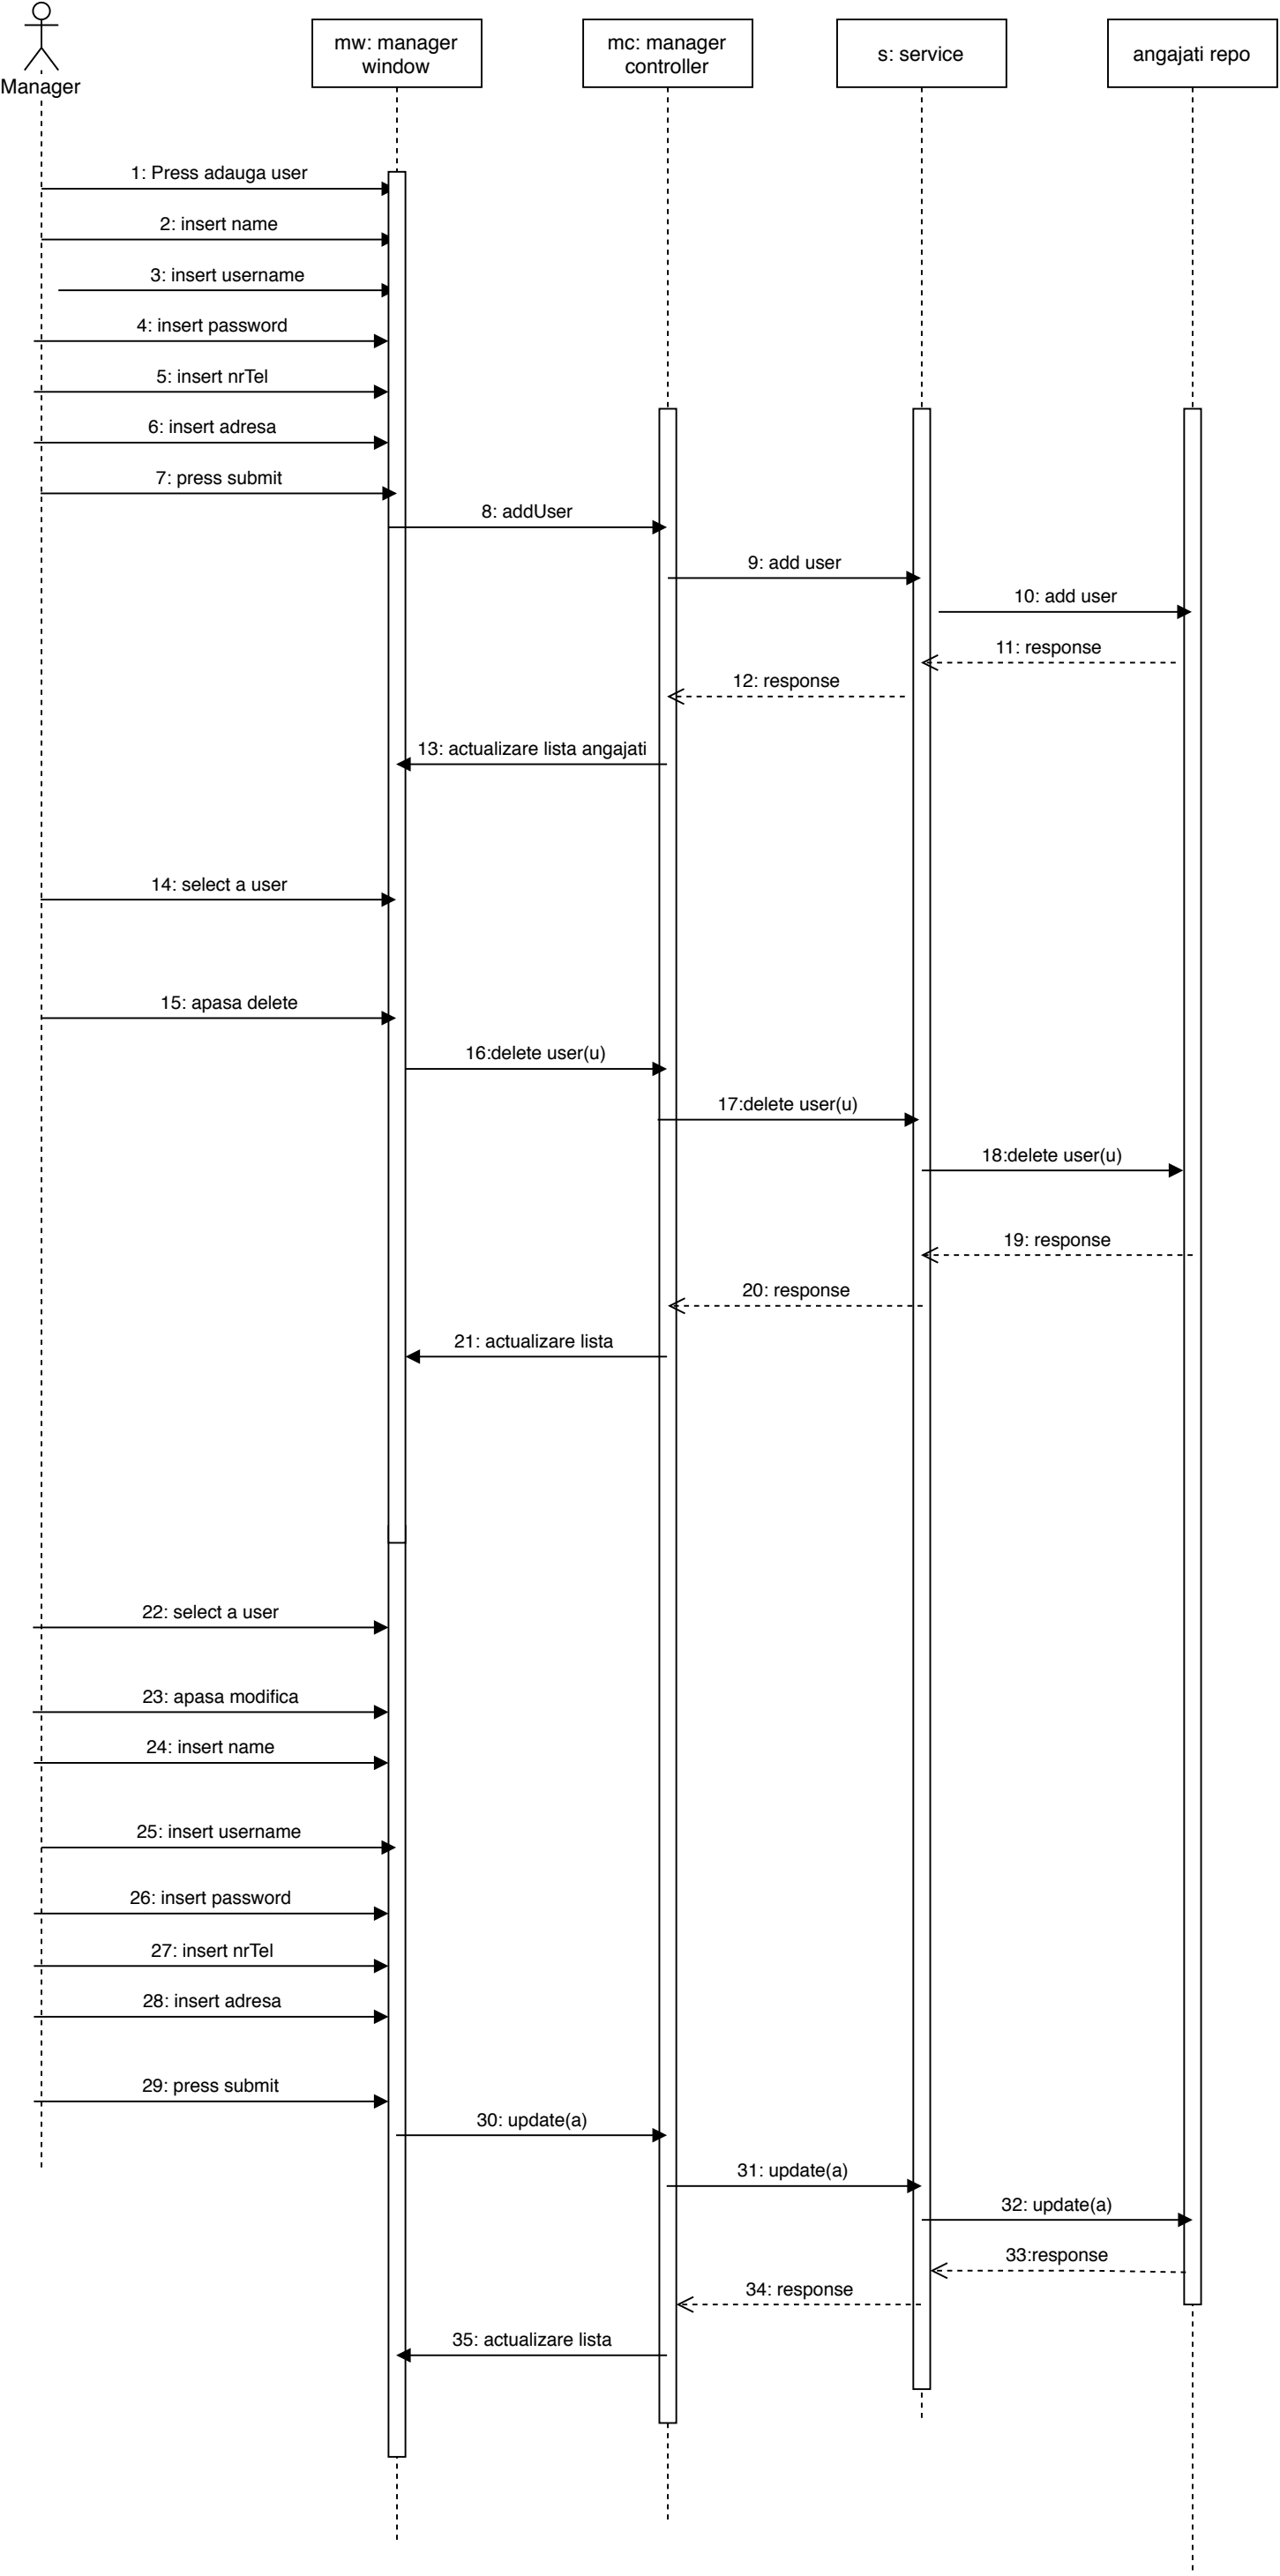 Manager
mw: manager
window
mc: manager
controller
s: service
angajati repo
1: Press adauga user
2: insert name
3: insert username
4: insert password
5: insert nrTel
6: insert adresa
7: press submit
8: addUser
9: add user
10: add user
11: response
12: response
13: actualizare lista angajati
14: select a user
15: apasa delete
16:delete user(u)
17:delete user(u)
18:delete user(u)
19: response
20: response
21: actualizare lista
22: select a user
23: apasa modifica
24: insert name
25: insert username
26: insert password
27: insert nrTel
28: insert adresa
29: press submit
30: update(a)
31: update(a)
32: update(a)
33:response
34: response
35: actualizare lista